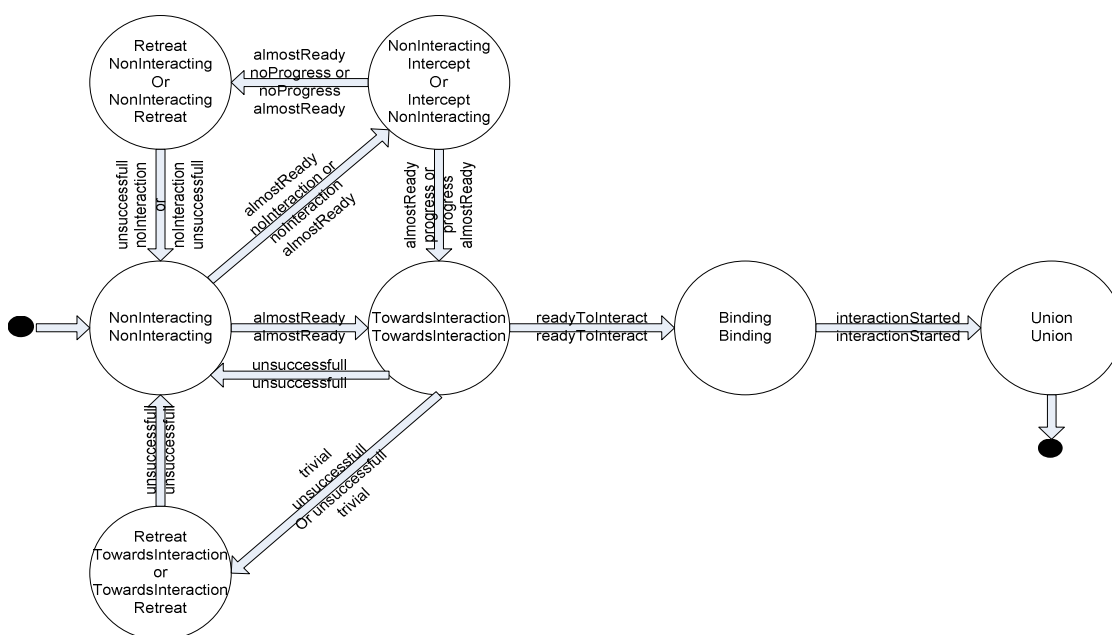 Retreat
NonInteracting
Or
NonInteracting
Retreat
almostReady
noProgress or
noProgress
almostReady
NonInteracting
Intercept
Or
Intercept
NonInteracting
unsuccessfull
noInteraction
or
noInteraction
unsuccessfull
almostReady
noInteraction or
noInteraction
almostReady
almostReady
progress or
progress
almostReady
NonInteracting
NonInteracting
almostReady
almostReady
TowardsInteraction
TowardsInteraction
readyToInteract
readyToInteract
Binding
Binding
interactionStarted
interactionStarted
Union
Union
unsuccessfull
unsuccessfull
unsuccessfull
unsuccessfull
trivial
unsuccessfull
Or unsuccessfull
trivial
Retreat
TowardsInteraction
or
TowardsInteraction
Retreat